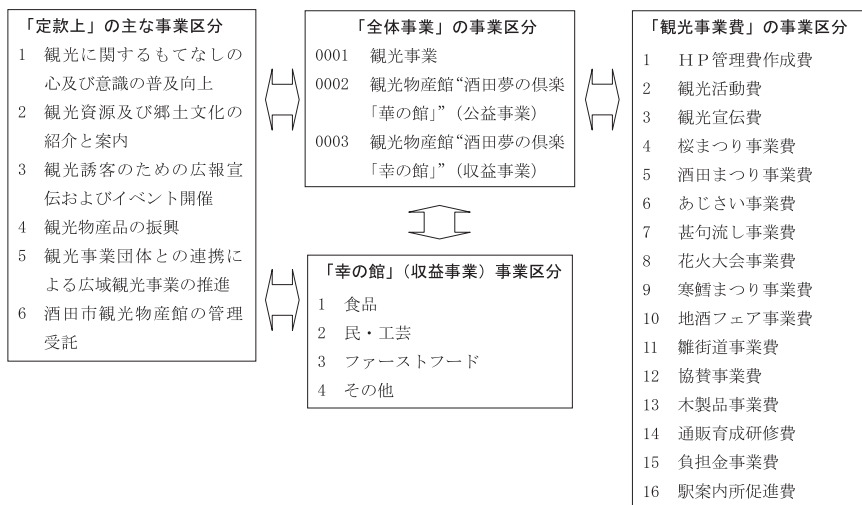 「定款上」の主な事業区分
1 観光に関するもてなしの
心及び意識の普及向上
2 観光資源及び郷土文化の
紹介と案内
3 観光誘客のための広報宣
伝およびイベント開催
4 観光物産品の振興
5 観光事業団体との連携に
よる広域観光事業の推進
6 酒田市観光物産館の管理
受託
「全体事業」の事業区分
0001 観光事業
0002 観光物産館“酒田夢の倶楽
「華の館」”（公益事業）
0003 観光物産館“酒田夢の倶楽
「幸の館」”（収益事業）
「幸の館」（収益事業）事業区分
1 食品
2 民・工芸
3 ファーストフード
4 その他
「観光事業費」の事業区分
1 ＨＰ管理費作成費
2 観光活動費
3 観光宣伝費
4 桜まつり事業費
5 酒田まつり事業費
6 あじさい事業費
7 甚句流し事業費
8 花火大会事業費
9 寒鱈まつり事業費
10 地酒フェア事業費
11 雛街道事業費
12 協賛事業費
13 木製品事業費
14 通販育成研修費
15 負担金事業費
16 駅案内所促進費